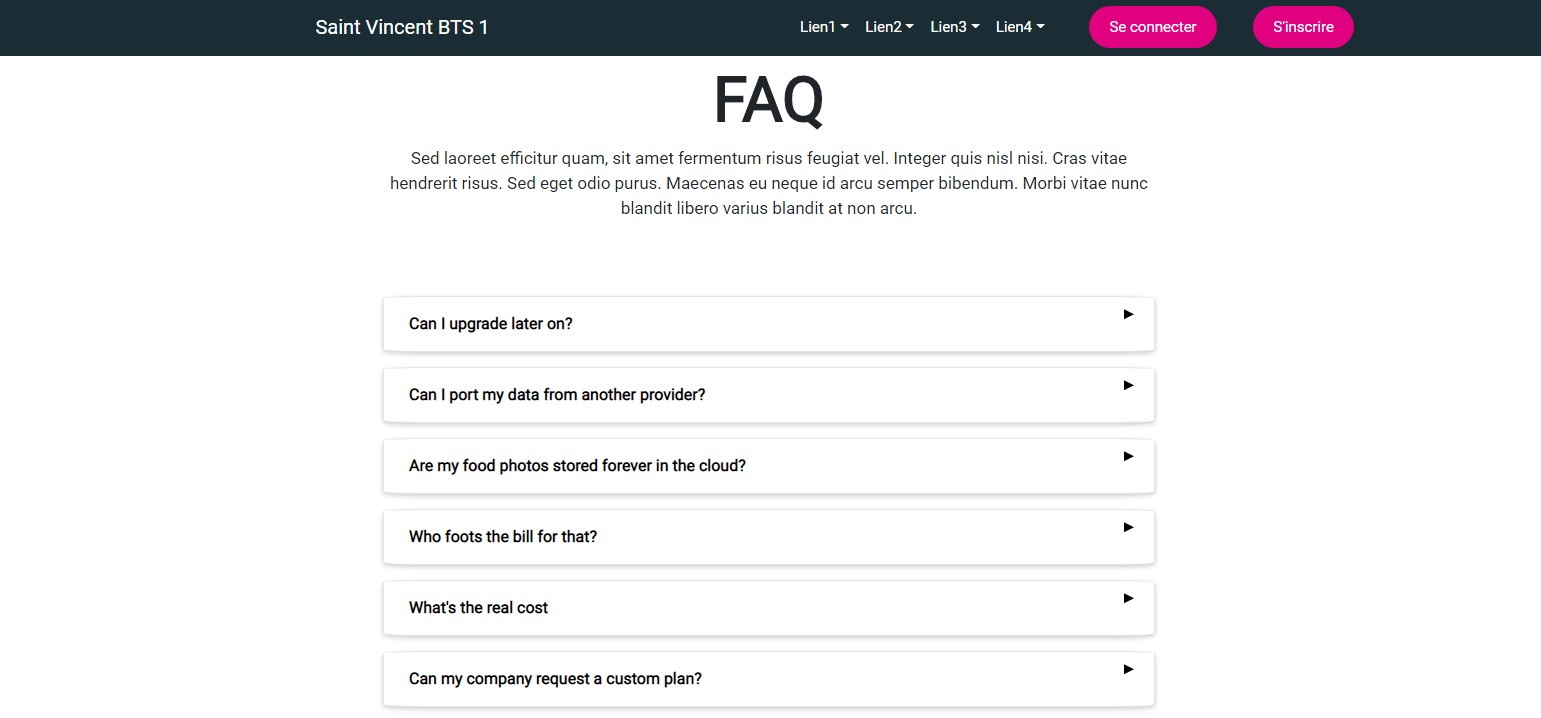 Saint Vincent BTS 1 Lien1 Lien2 Lien3 Lien4 Se connecter S'inscrire
FAQ
Sed laoreet efficitur quam, sit amet fermentum risus feugiat vel. Integer quis nisl nisi. Cras vitae
hendrerit risus. Sed eget odio purus. Maecenas eu neque id arcu semper bibendum. Morbi vitae nunc
blandit libero varius blandit at non arcu.
Can I upgrade later on?
Can I port my data from another provider?
Are my food photos stored forever in the cloud?
Who foots the bill for that?
What's the real cost
Can my company request a custom plan?